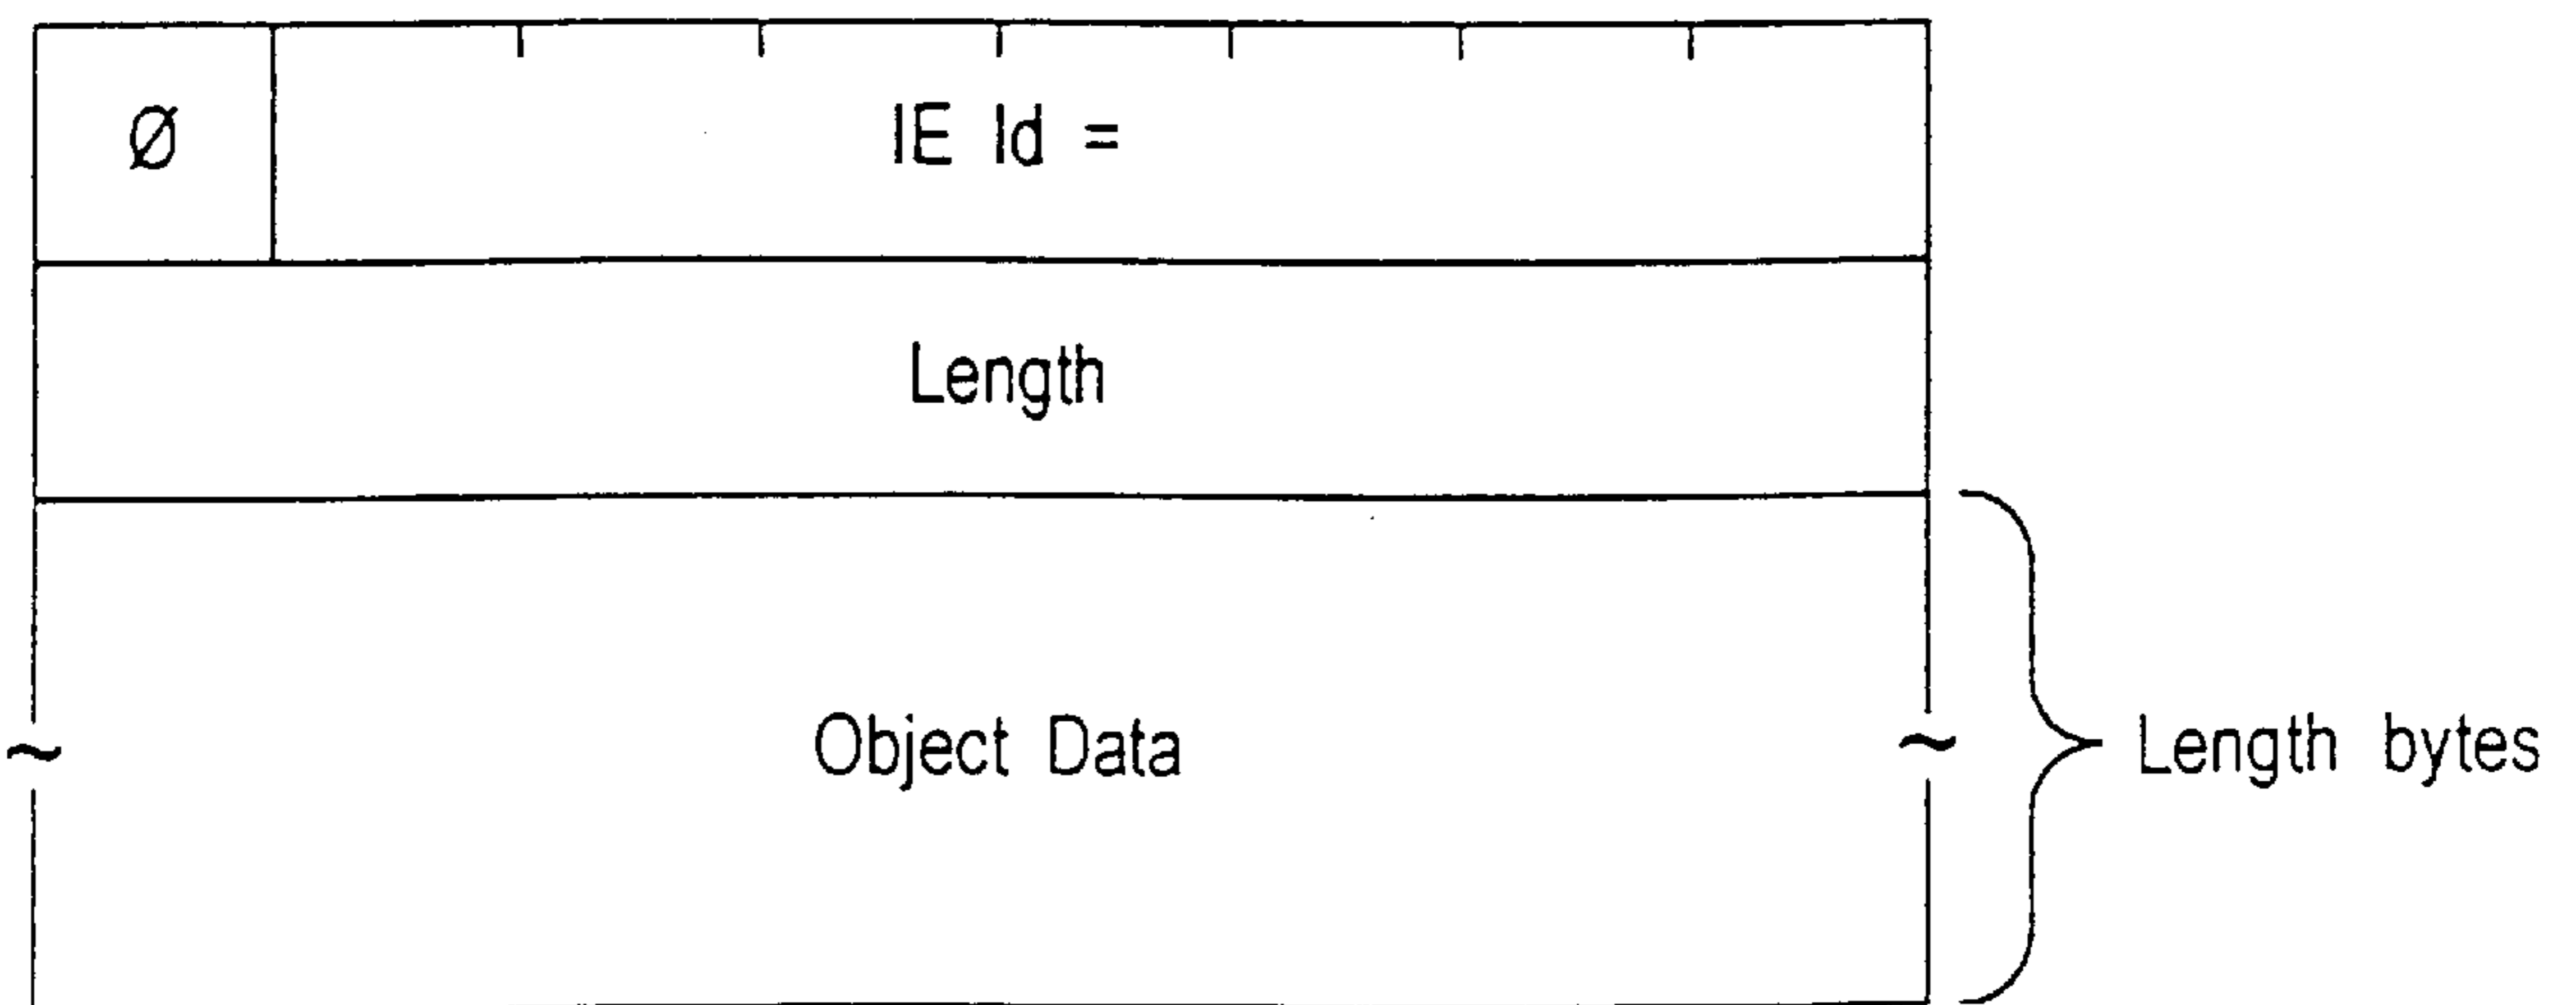 Ø IE Id =
Length
Object Data
Length bytes